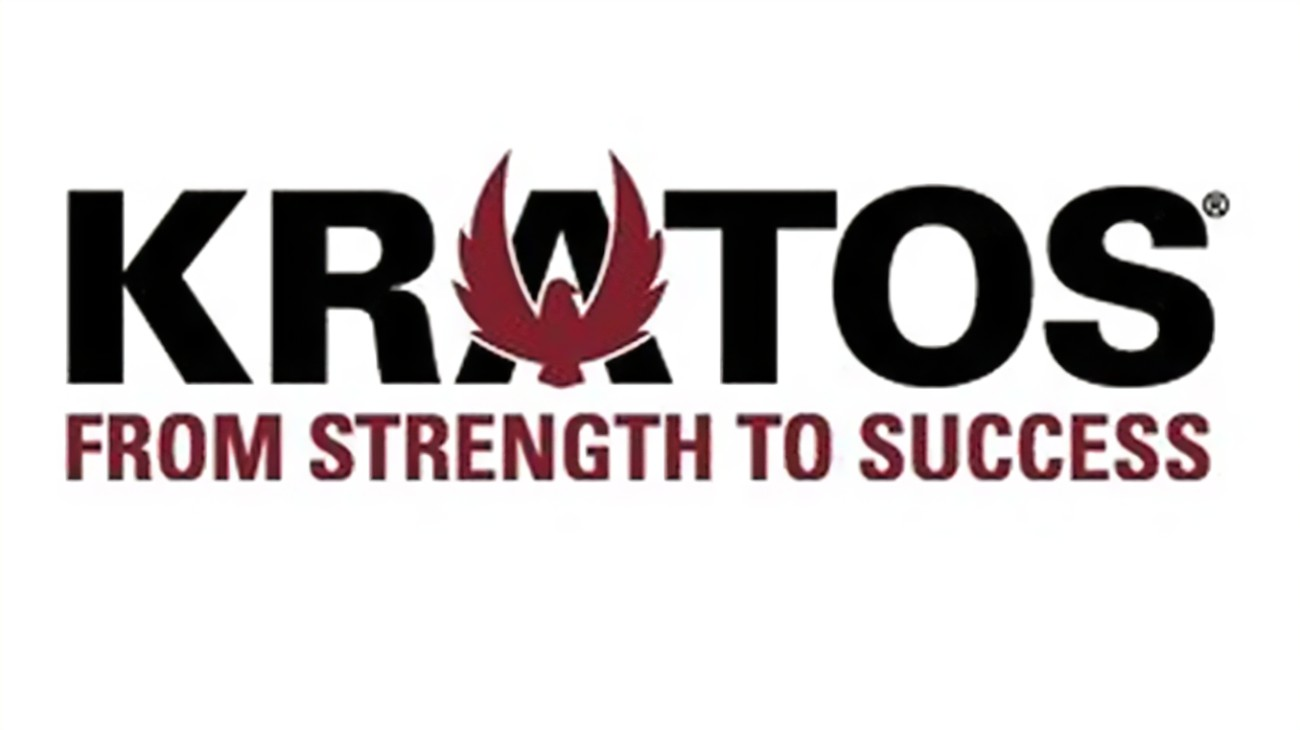 KRATOS®
FROM STRENGTH TO SUCCESS